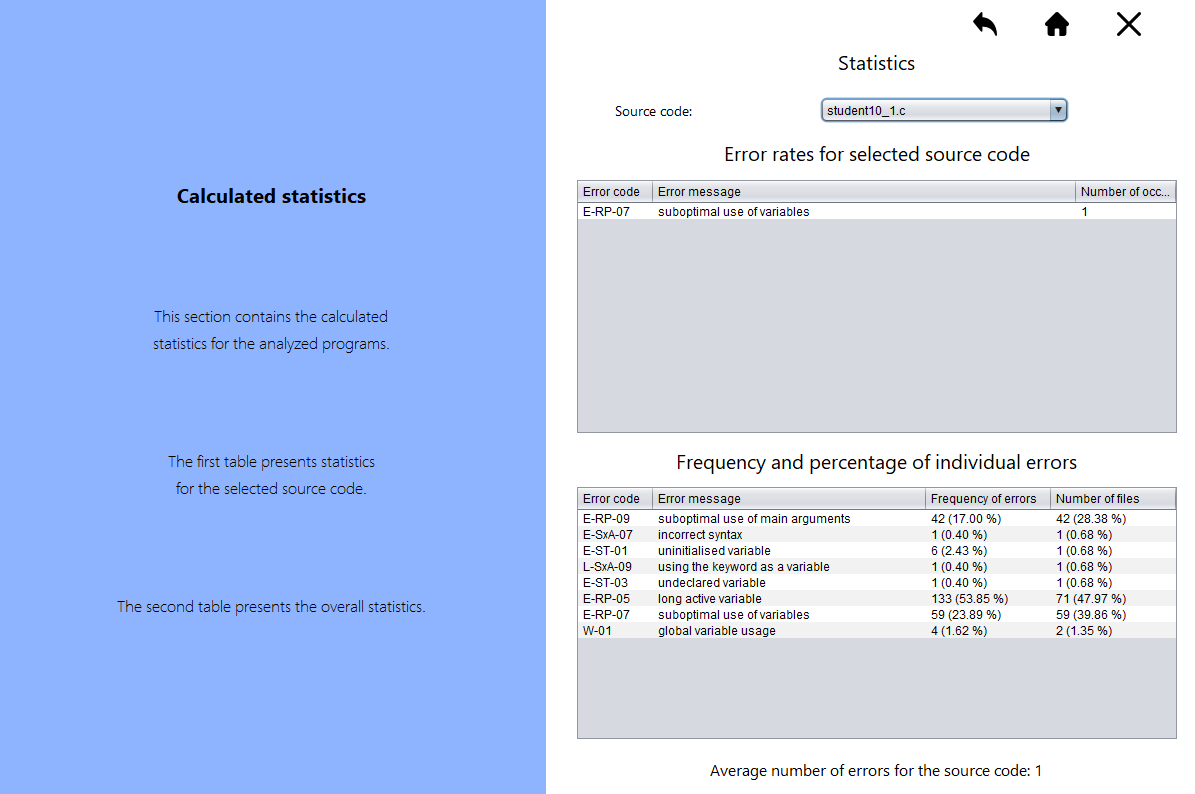 Calculated statistics
This section contains the calculated
statistics for the analyzed programs.
The first table presents statistics
for the selected source code.
The second table presents the overall statistics.
Statistics
Source code: student10_1.c
Error rates for selected source code
Error code Error message Number of occ...
E-RP-07 suboptimal use of variables 1
Frequency and percentage of individual errors
Error code Error message Frequency of errors Number of files
E-RP-09 suboptimal use of main arguments 42 (17.00 %) 42 (28.38 %)
E-SxA-07 incorrect syntax 1 (0.40 %) 1 (0.68 %)
E-ST-01 uninitialised variable 6 (2.43 %) 1 (0.68 %)
L-SxA-09 using the keyword as a variable 1 (0.40 %) 1 (0.68 %)
E-ST-03 undeclared variable 1 (0.40 %) 1 (0.68 %)
E-RP-05 long active variable 133 (53.85 %) 71 (47.97 %)
E-RP-07 suboptimal use of variables 59 (23.89 %) 59 (39.86 %)
W-01 global variable usage 4 (1.62 %) 2 (1.35 %)
Average number of errors for the source code: 1